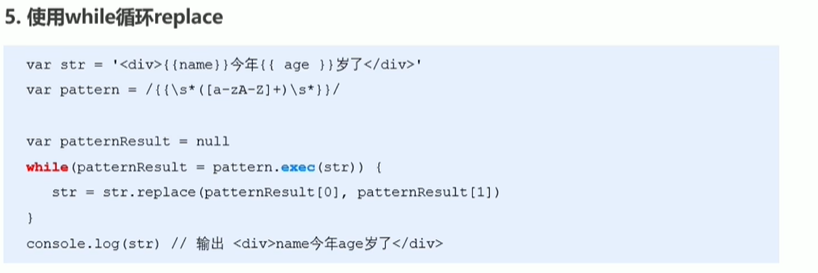 5. 使用while循环replace
var str = '<div>{{name}}今年{{ age }}岁了</div>'
var pattern = /{{\s*([a-zA-Z]+)\s*}}/
var patternResult = null
while(patternResult = pattern.exec(str)) {
str = str.replace(patternResult[0], patternResult[1])
}
console.log(str) // 输出 <div>name今年age岁了</div>